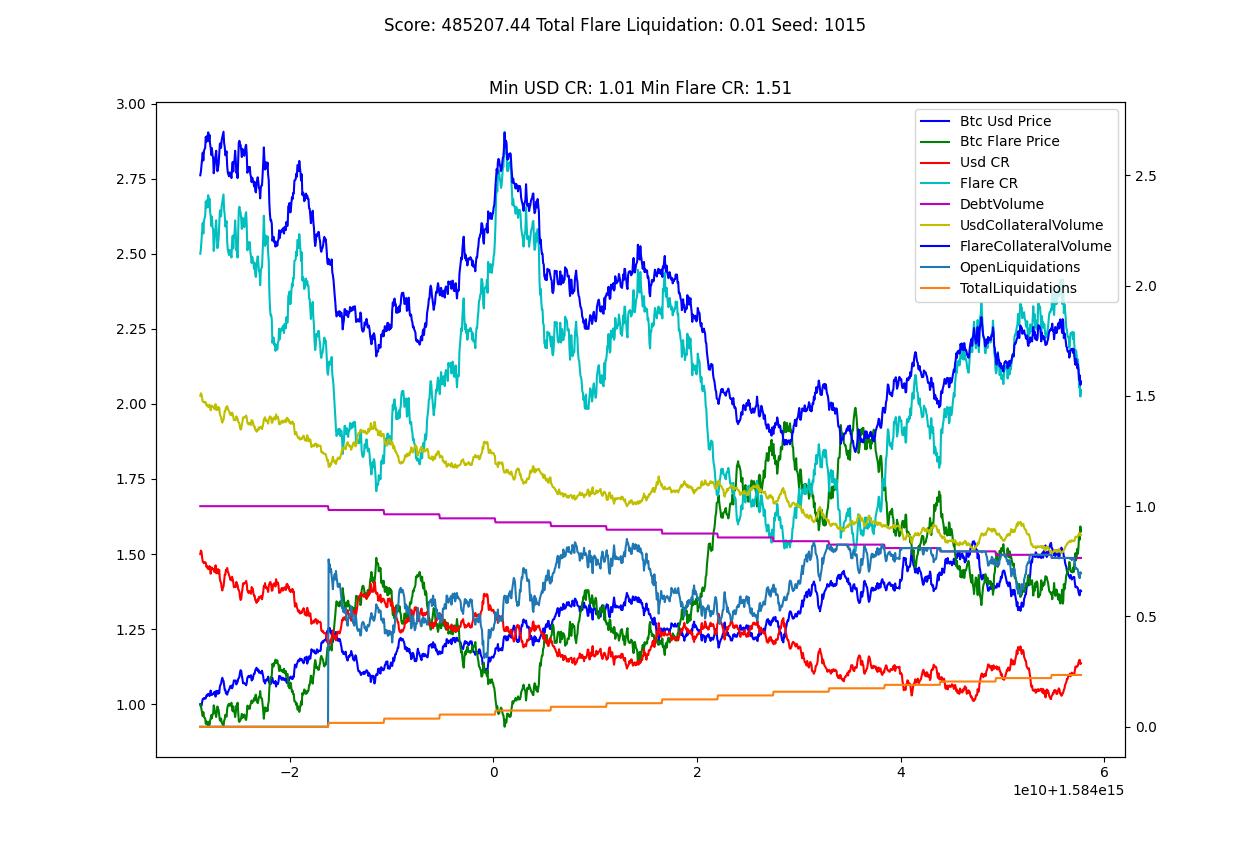 Score: 485207.44 Total Flare Liquidation: 0.01 Seed: 1015
Min USD CR: 1.01 Min Flare CR: 1.51
3.00
2.75
2.50
2.25
2.00
1.75
1.50
1.25
1.00
Btc Usd Price
Btc Flare Price
Usd CR
Flare CR
DebtVolume
UsdCollateralVolume
FlareCollateralVolume
OpenLiquidations
TotalLiquidations
2.5
2.0
1.5
1.0
0.5
0.0
−2 0 2 4 6
1e10+1.584e15